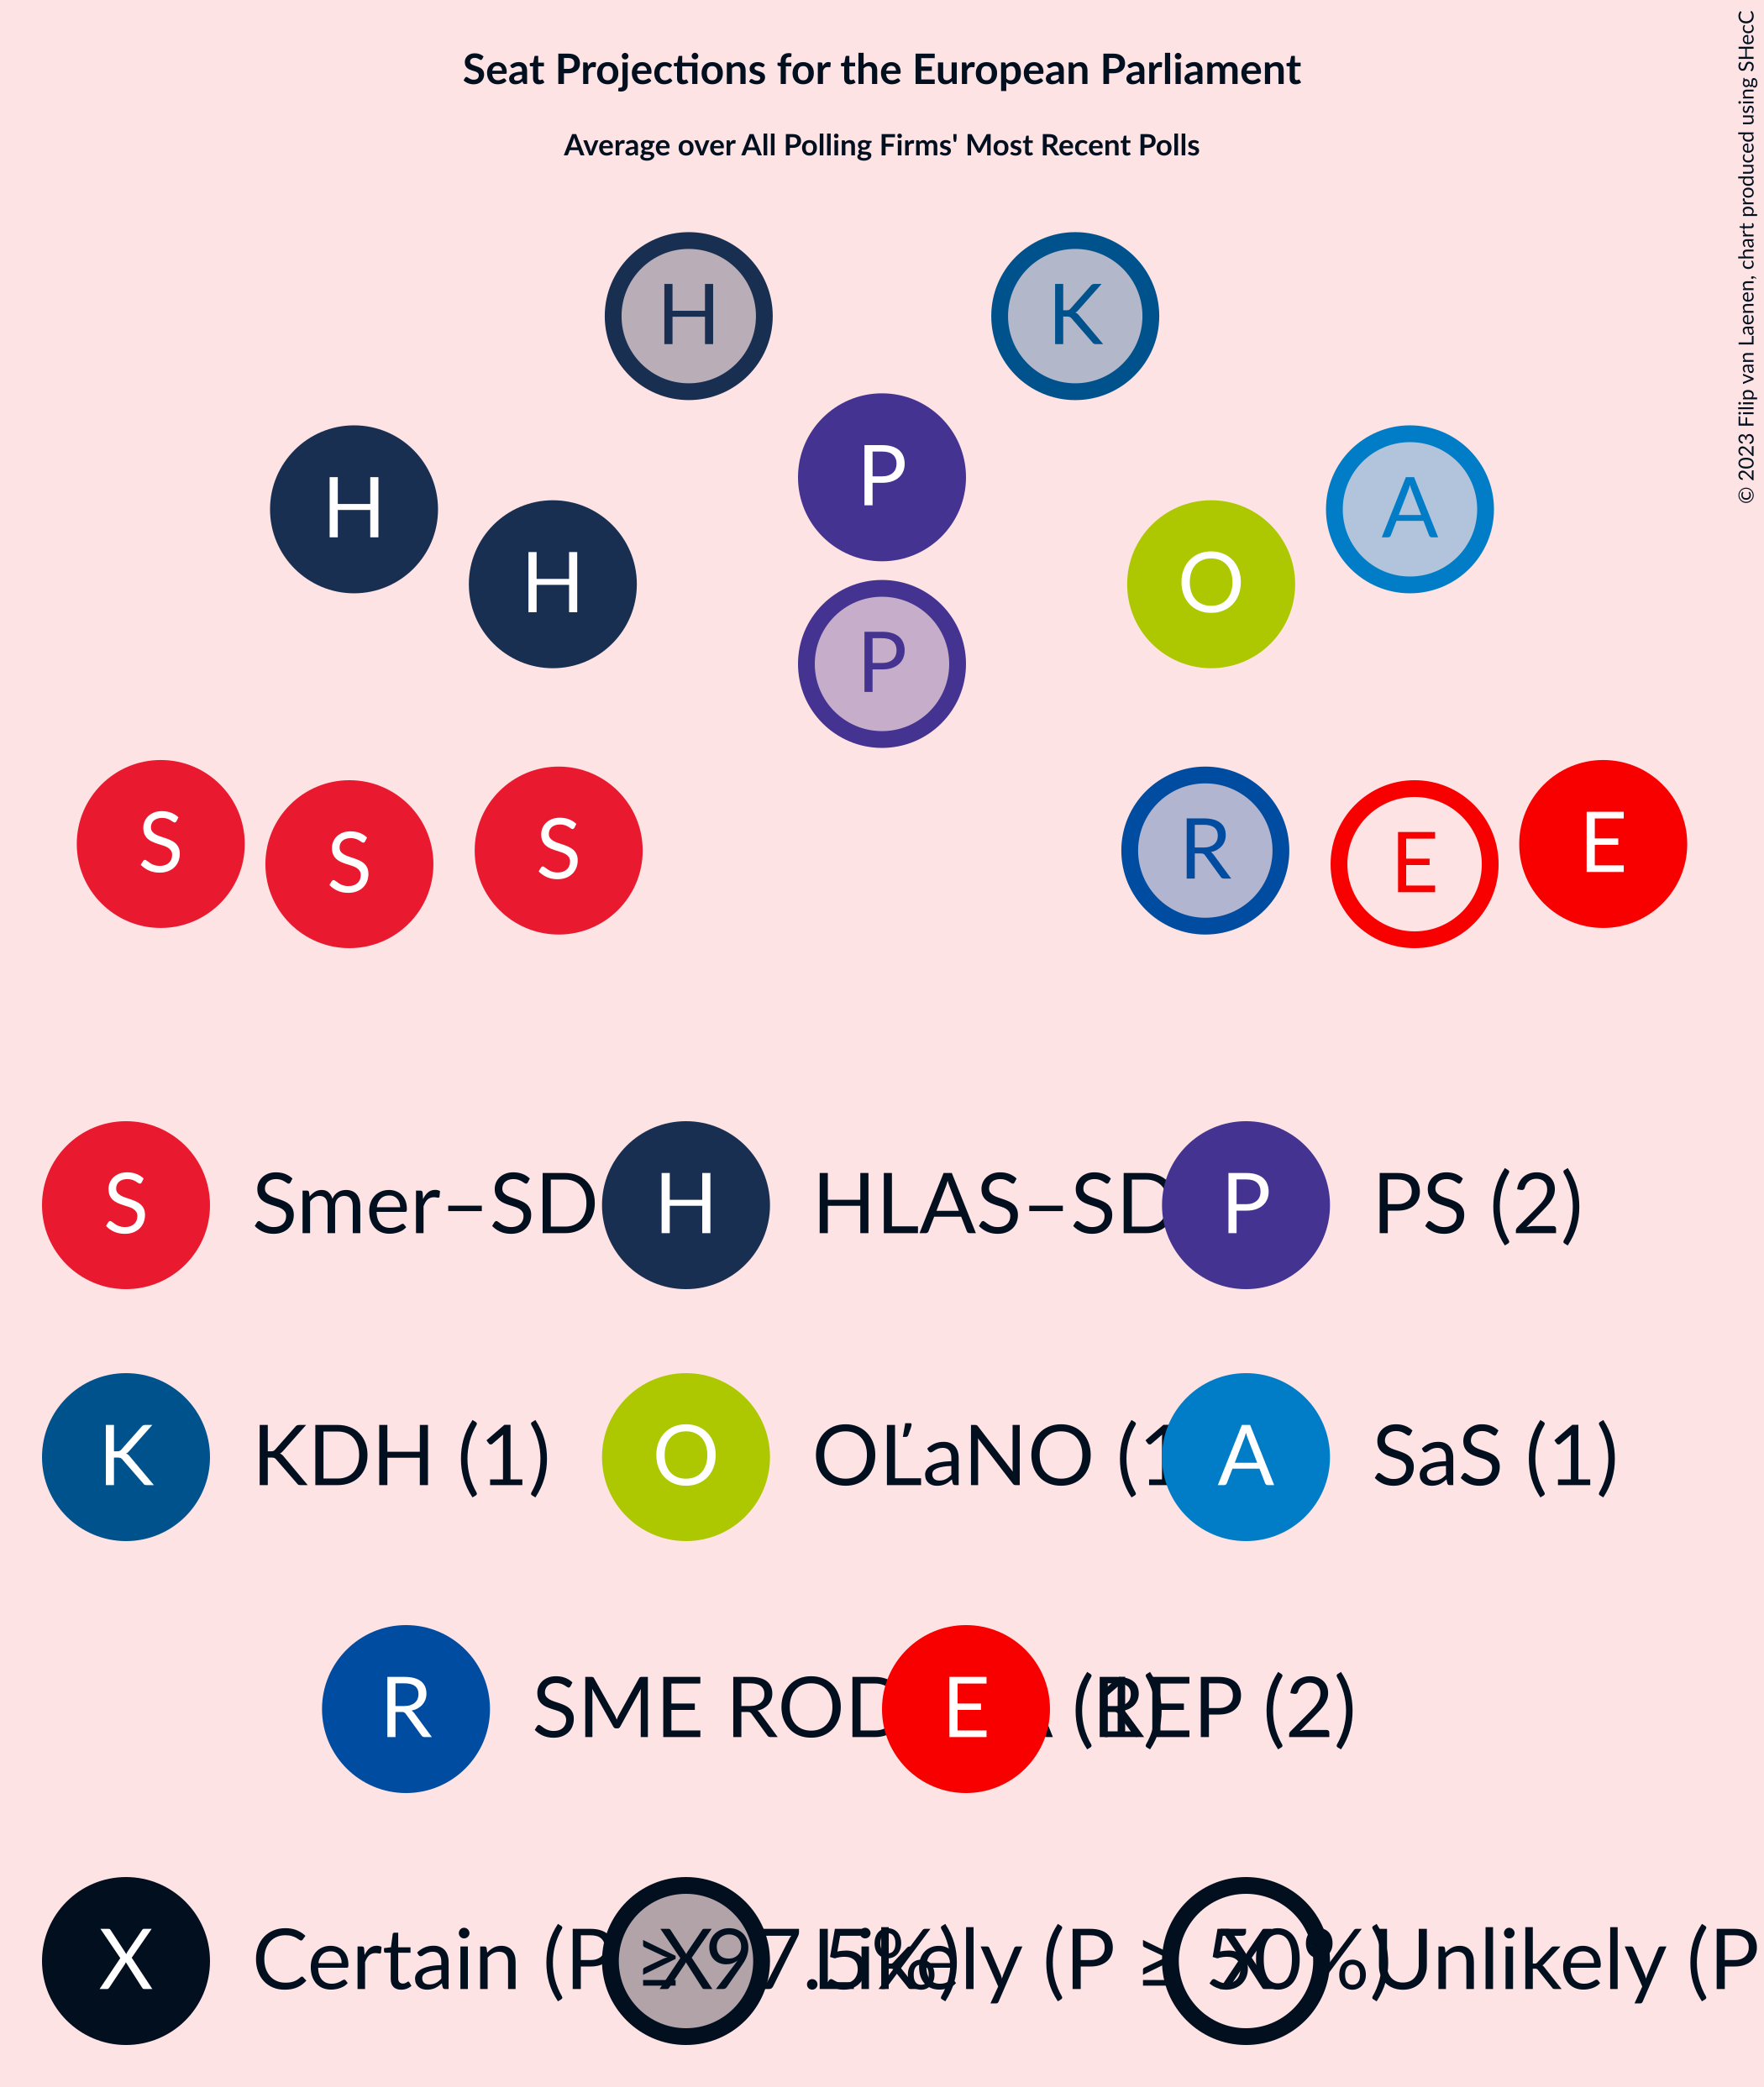 Seat Projections for the European Parliament
Average over All Polling Firms' Most Recent Polls
© 2023 Filip van Laenen, chart produced using SHecC
H K
P
H A
H O
P
S S
S R
S E E
S Smer–SD H HLAS–SD P PS (2)
K KDH (1) O OĽaNO (1 A SaS (1)
R SME E REP (2)
X Certain (P ≥ 97.5%) X Likely (P ≥ 50%) X Unlikely (P